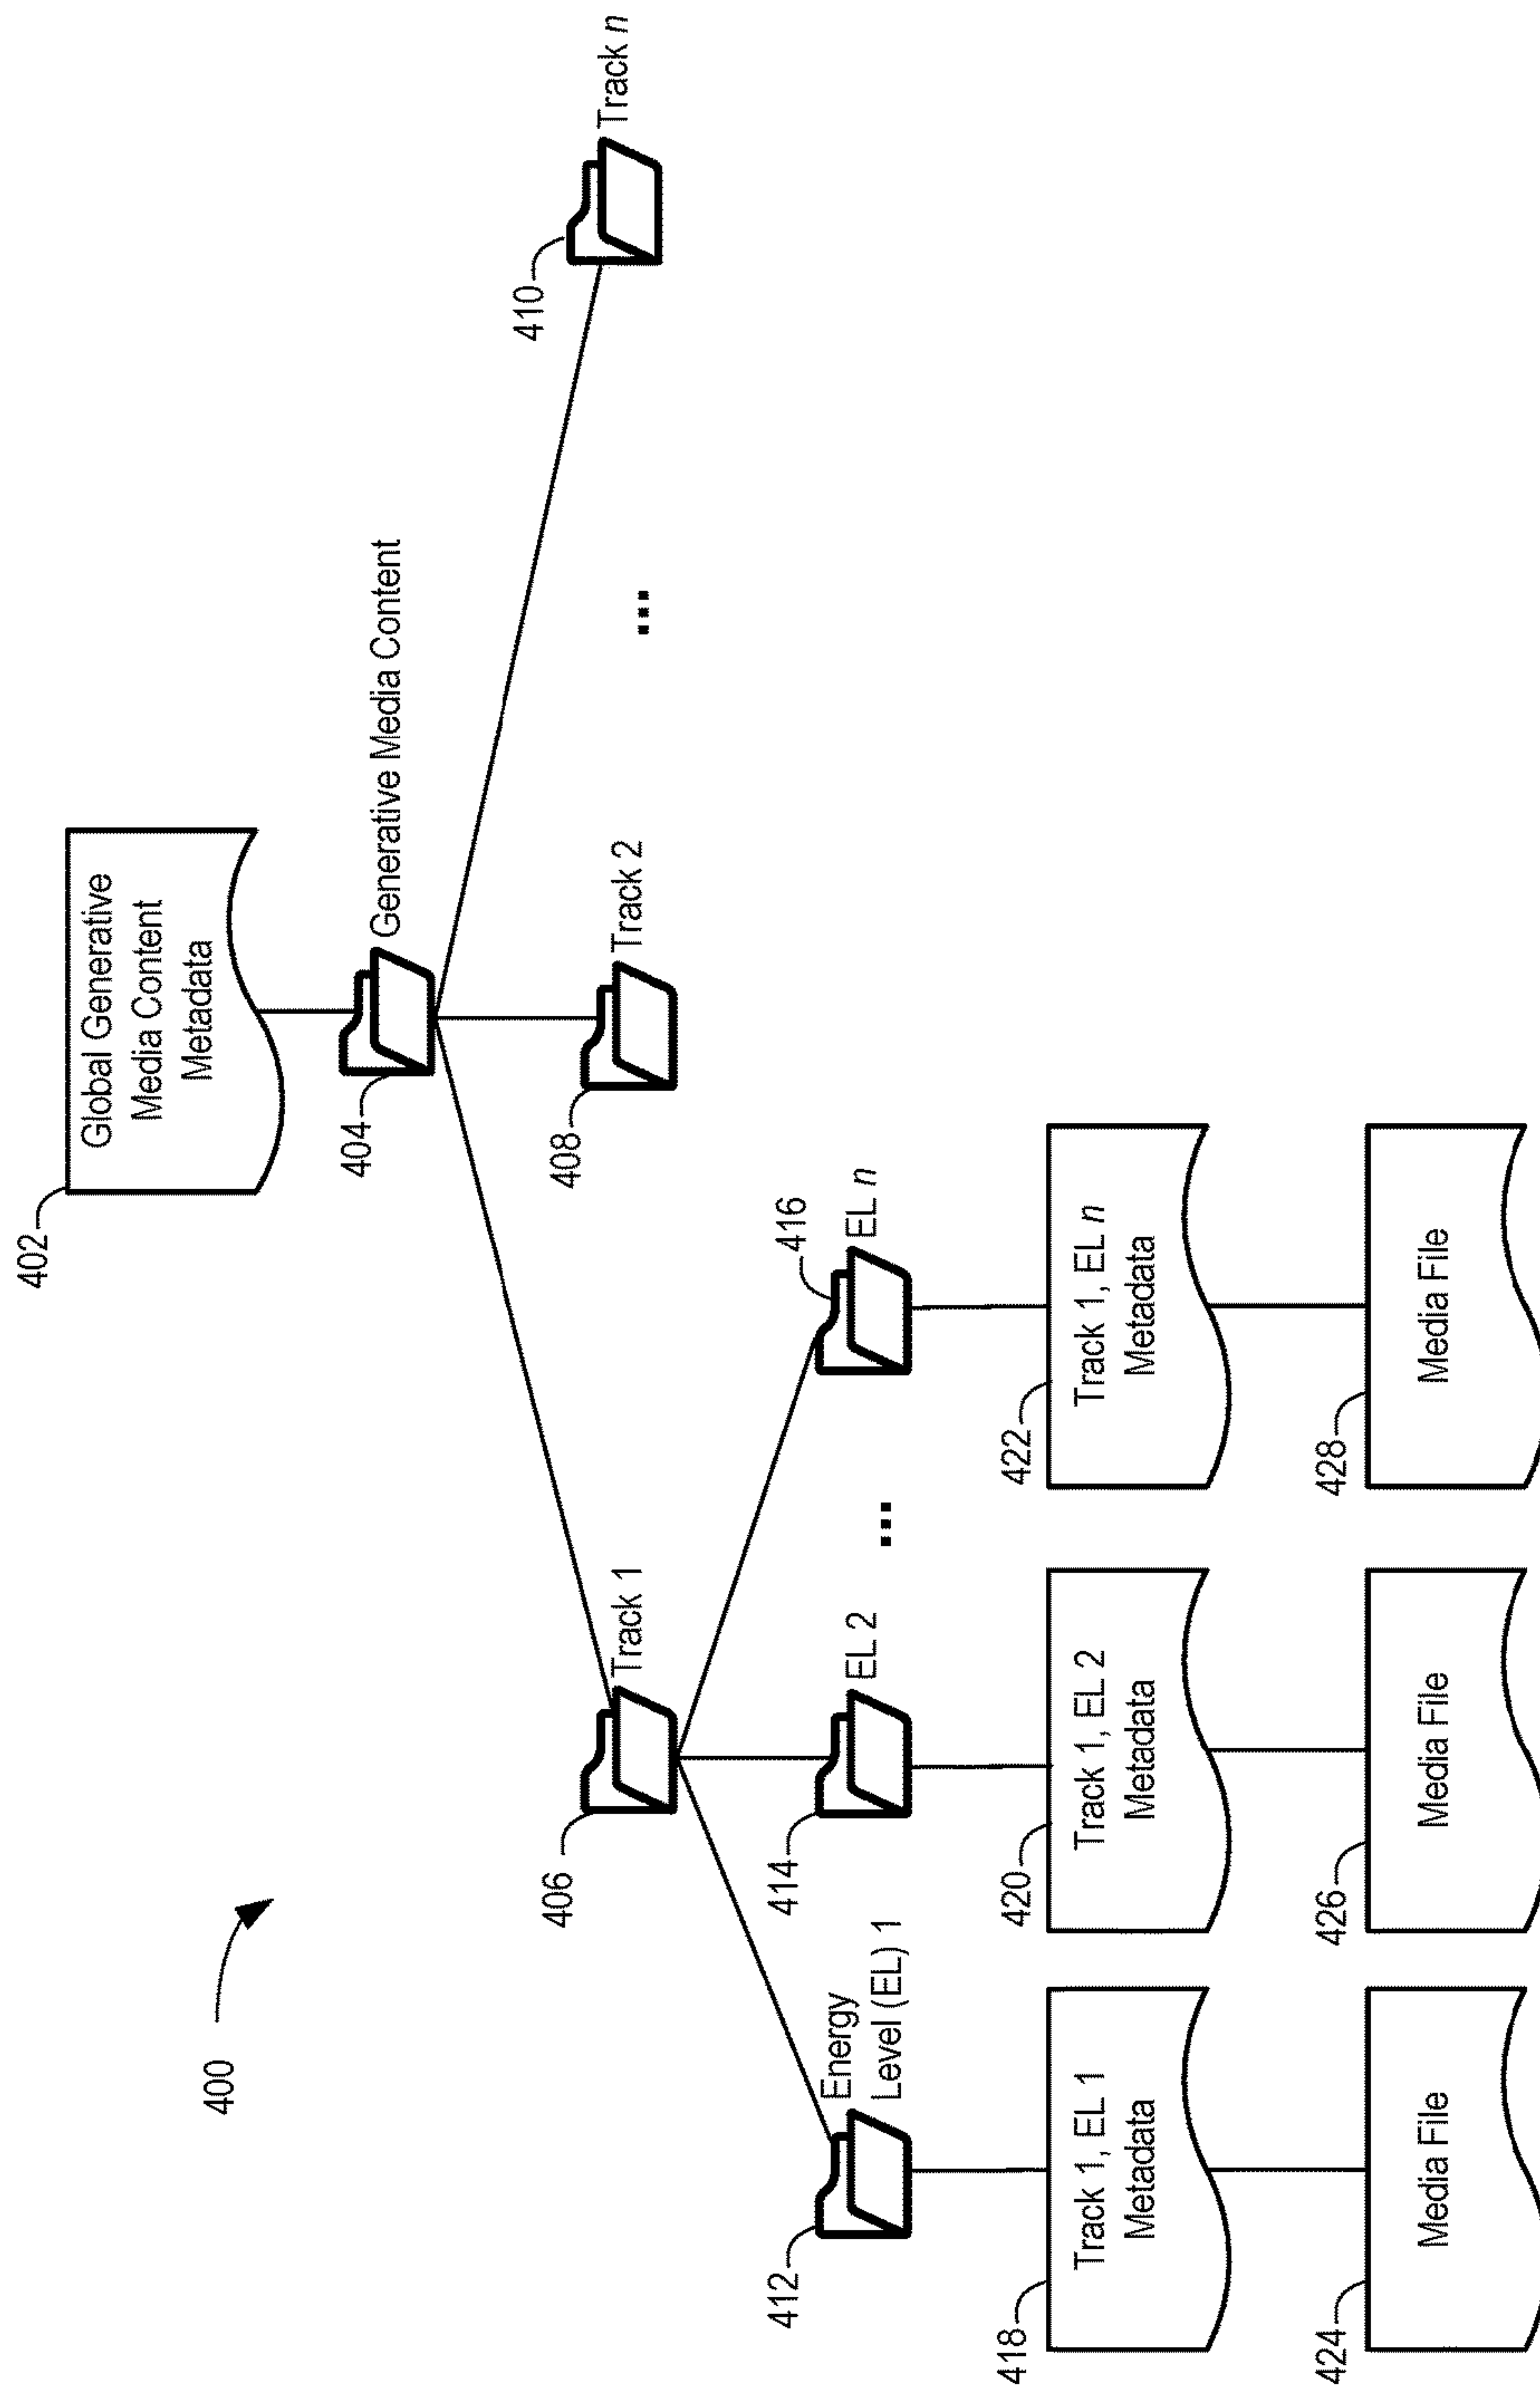 400
402
Global Generative
Media Content
Metadata
404
Generative Media Content
406
Track 1
408
Track 2
...
410
Track n
412
Energy
Level (EL) 1
414
EL 2
...
416
EL n
418
Track 1, EL 1
Metadata
420
Track 1, EL 2
Metadata
422
Track 1, EL n
Metadata
424
Media File
426
Media File
428
Media File